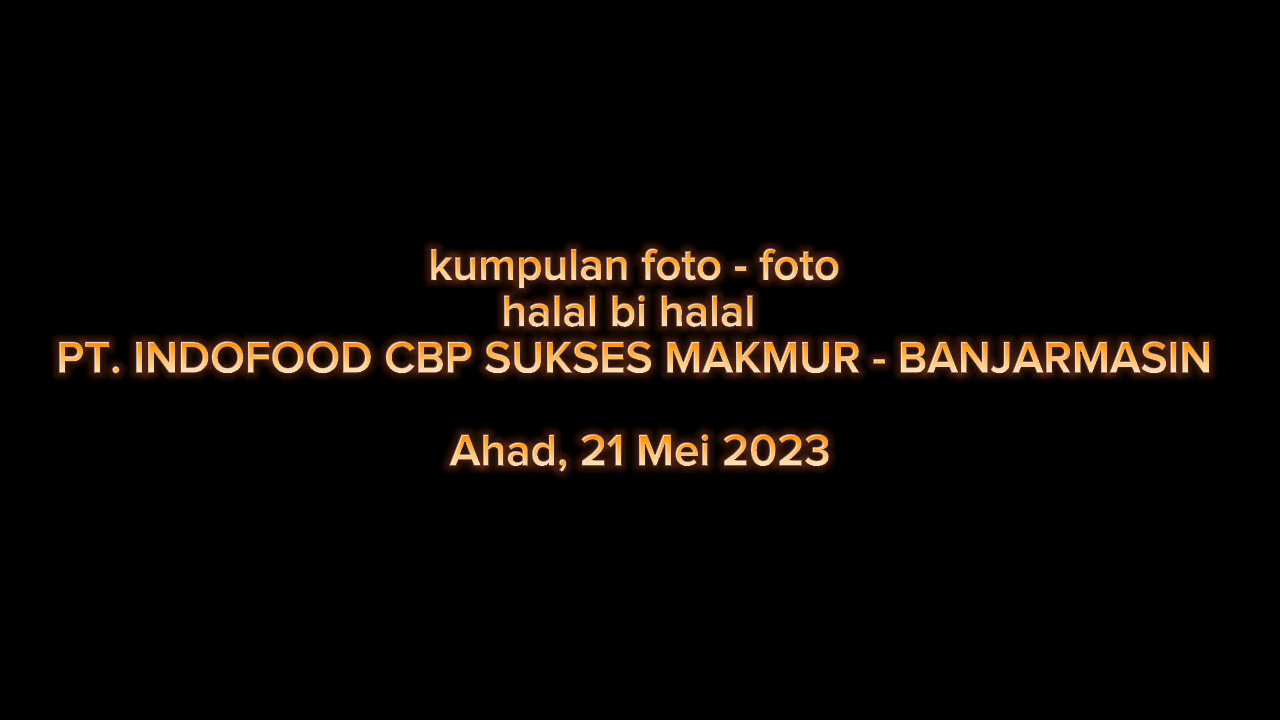 kumpulan foto - foto
halal bi halal
PT. INDOFOOD CBP SUKSES MAKMUR - BANJARMASIN
Ahad, 21 Mei 2023